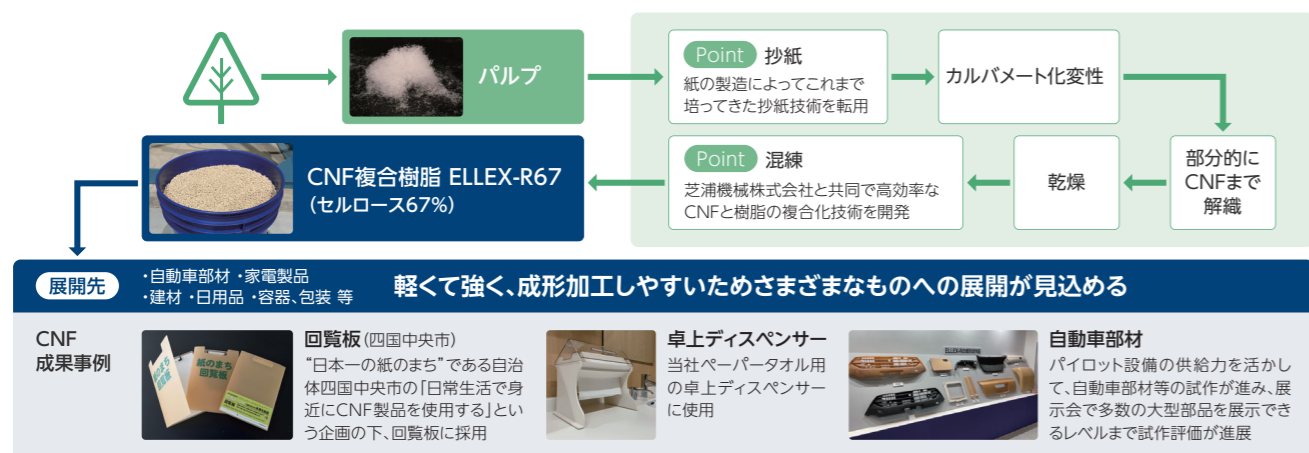 パルプ
Point 抄紙
紙の製造によってこれまで
培ってきた抄紙技術を転用
カルバメート化変性
部分的に
CNFまで
解繊
乾燥
Point 混練
芝浦機械株式会社と共同で高効率な
CNFと樹脂の複合化技術を開発
CNF複合樹脂 ELLEX-R67
（セルロース67%）
展開先
・自動車部材 ・家電製品
・建材 ・日用品 ・容器、包装 等
軽くて強く、成形加工しやすいためさまざまなものへの展開が見込める
CNF
成果事例
紙のまち
回覧板
回覧板（四国中央市）
“日本一の紙のまち”である自治
体四国中央市の「日常生活で身
近にCNF製品を使用する」とい
う企画の下、回覧板に採用
卓上ディスペンサー
当社ペーパータオル用
の卓上ディスペンサー
に使用
自動車部材
パイロット設備の供給力を活かし
て、自動車部材等の試作が進み、展
示会で多数の大型部品を展示でき
るレベルまで試作評価が進展